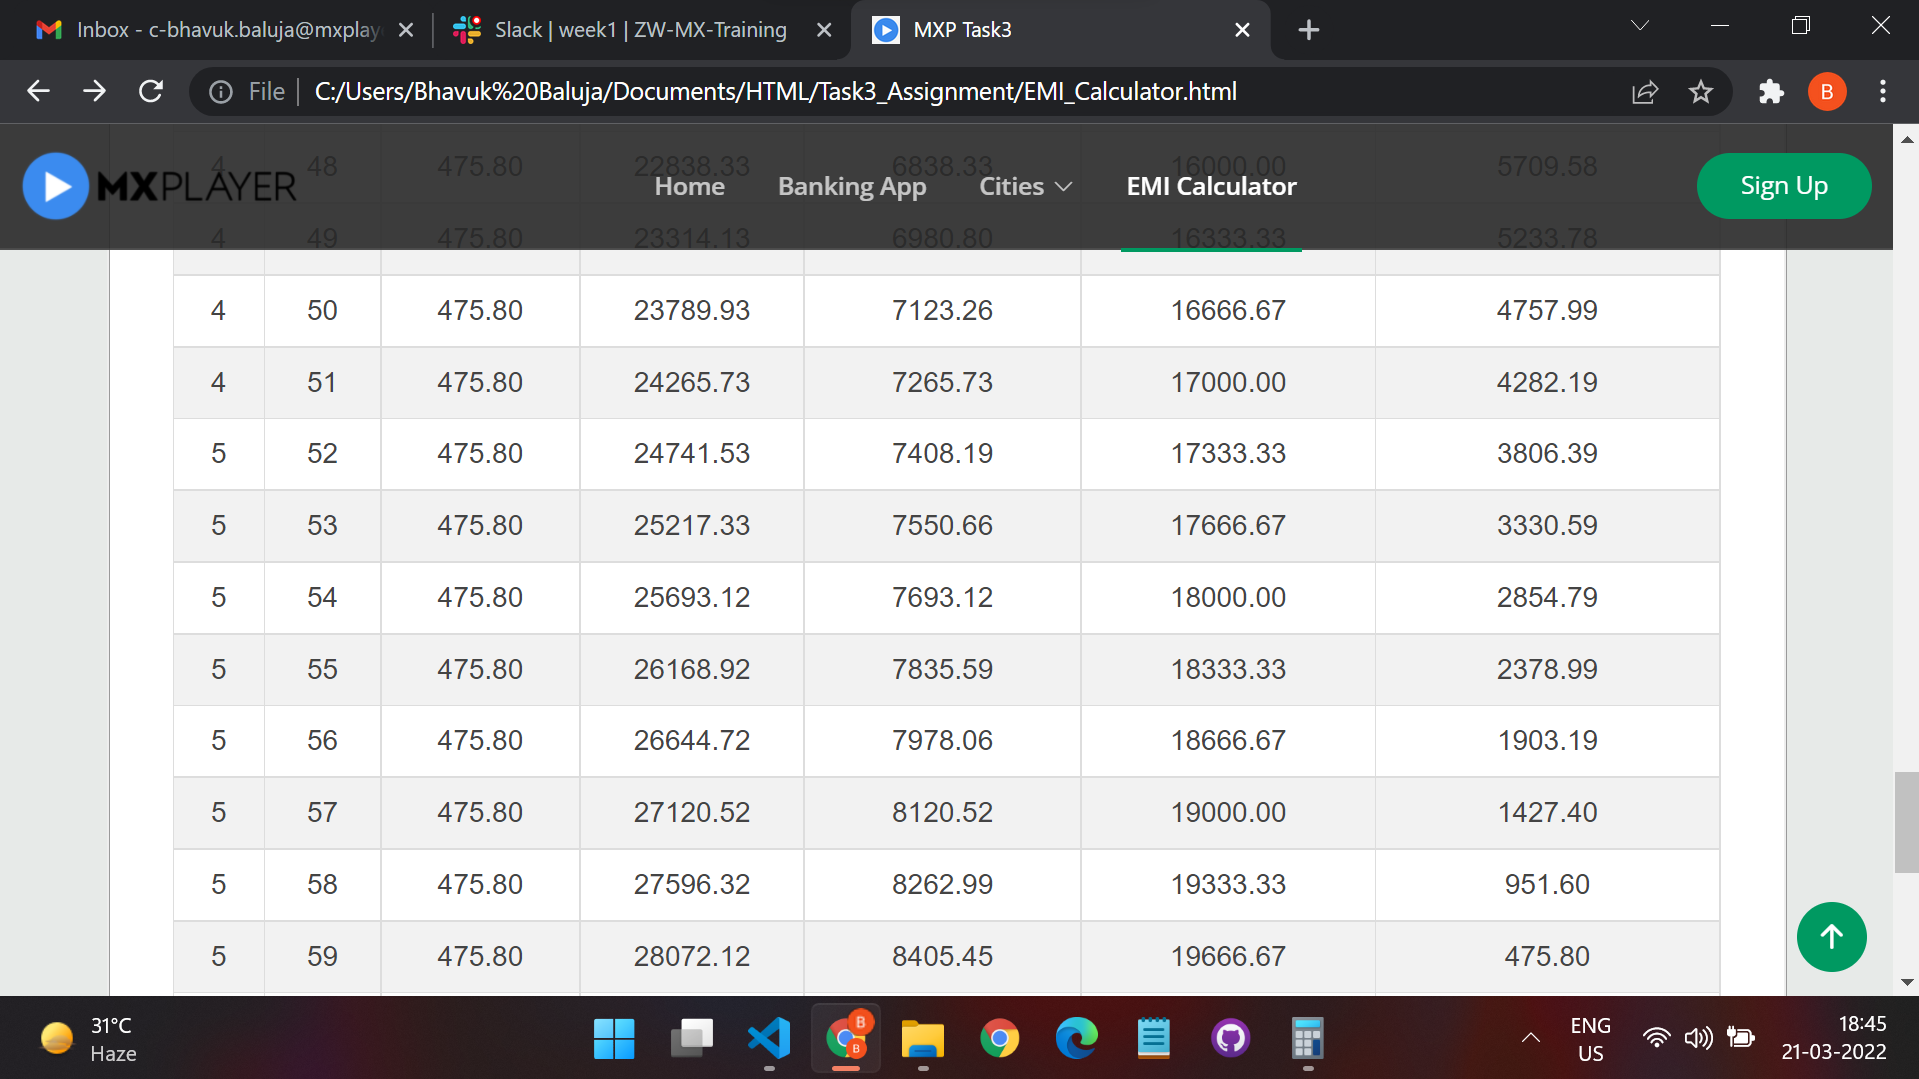 Inbox - c-bhavuk.baluja@mxplay
Slack | week1 | ZW-MX-Training
MXP Task3
File
C:/Users/Bhavuk%20Baluja/Documents/HTML/Task3_Assignment/EMI_Calculator.html
B
MXPLAYER
Home
Banking App
Cities
EMI Calculator
Sign Up
4 48 475.80 22838.33 6838.33 16000.00 5709.58
4 49 475.80 23314.13 6980.80 16333.33 5233.78
4 50 475.80 23789.93 7123.26 16666.67 4757.99
4 51 475.80 24265.73 7265.73 17000.00 4282.19
5 52 475.80 24741.53 7408.19 17333.33 3806.39
5 53 475.80 25217.33 7550.66 17666.67 3330.59
5 54 475.80 25693.12 7693.12 18000.00 2854.79
5 55 475.80 26168.92 7835.59 18333.33 2378.99
5 56 475.80 26644.72 7978.06 18666.67 1903.19
5 57 475.80 27120.52 8120.52 19000.00 1427.40
5 58 475.80 27596.32 8262.99 19333.33 951.60
5 59 475.80 28072.12 8405.45 19666.67 475.80
31°C
Haze
B
B
ENG
US
18:45
21-03-2022